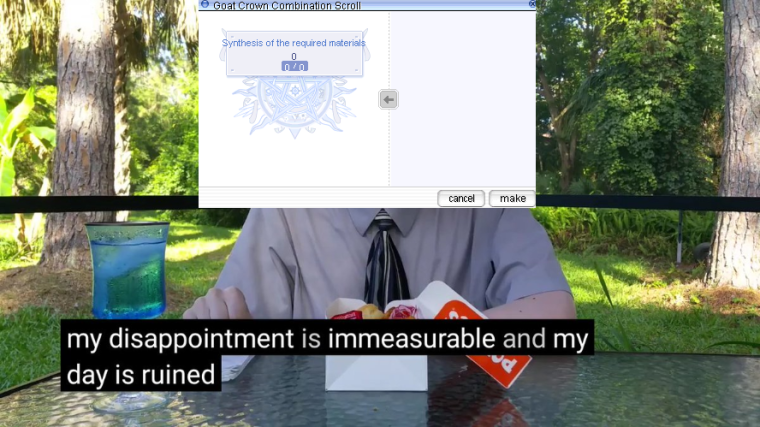 Goat Crown Combination Scroll
Synthesis of the required materials
0
0 / 0
cancel
make
my disappointment is immeasurable and my
day is ruined